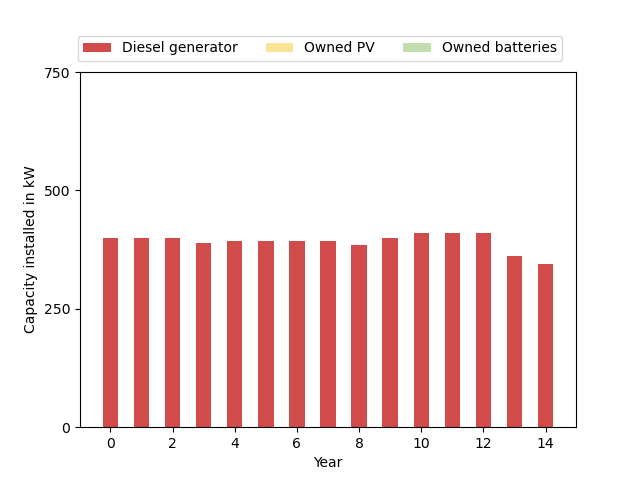 Diesel generator Owned PV Owned batteries
750
500
250
0
Capacity installed in kW
0 2 4 6 8 10 12 14
Year